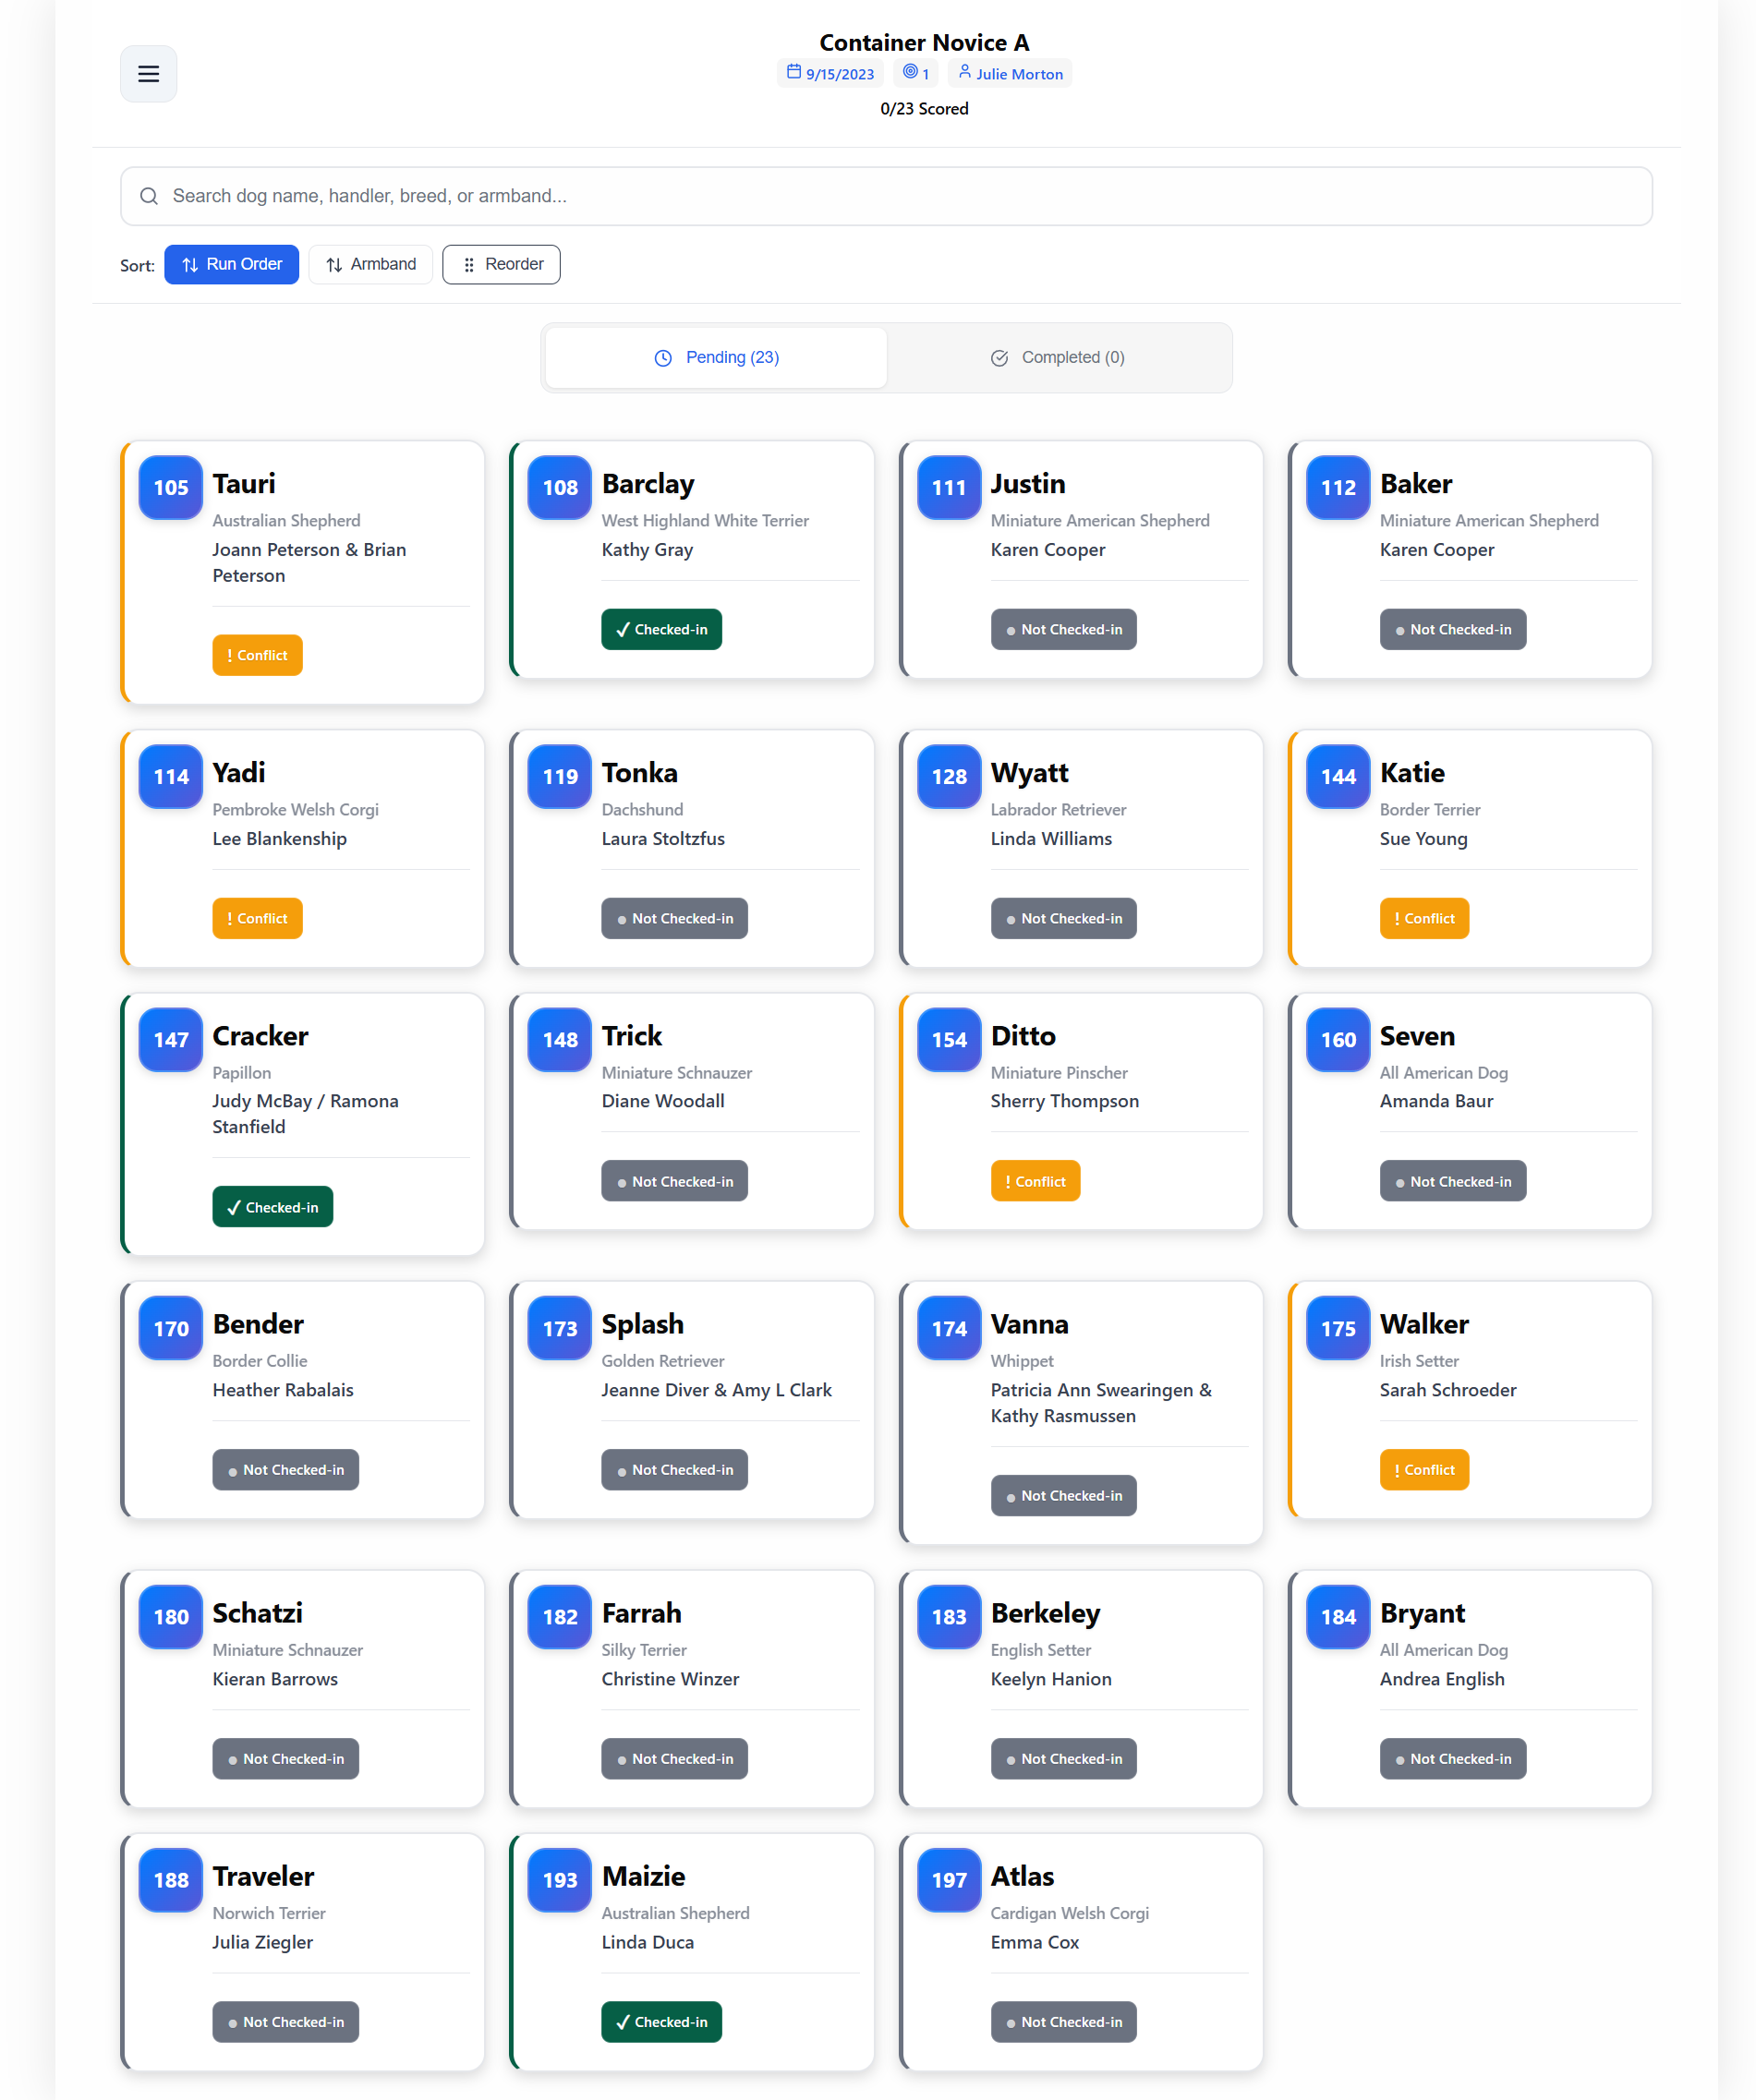 Container Novice A
9/15/2023 1 Julie Morton
0/23 Scored
Search dog name, handler, breed, or armband...
Sort: Run Order Armband Reorder
Pending (23) Completed (0)
105 Tauri
Australian Shepherd
Joann Peterson & Brian
Peterson
! Conflict
108 Barclay
West Highland White Terrier
Kathy Gray
✓ Checked-in
111 Justin
Miniature American Shepherd
Karen Cooper
● Not Checked-in
112 Baker
Miniature American Shepherd
Karen Cooper
● Not Checked-in
114 Yadi
Pembroke Welsh Corgi
Lee Blankenship
! Conflict
119 Tonka
Dachshund
Laura Stoltzfus
● Not Checked-in
128 Wyatt
Labrador Retriever
Linda Williams
● Not Checked-in
144 Katie
Border Terrier
Sue Young
! Conflict
147 Cracker
Papillon
Judy McBay / Ramona
Stanfield
✓ Checked-in
148 Trick
Miniature Schnauzer
Diane Woodall
● Not Checked-in
154 Ditto
Miniature Pinscher
Sherry Thompson
! Conflict
160 Seven
All American Dog
Amanda Baur
● Not Checked-in
170 Bender
Border Collie
Heather Rabalais
● Not Checked-in
173 Splash
Golden Retriever
Jeanne Diver & Amy L Clark
● Not Checked-in
174 Vanna
Whippet
Patricia Ann Swearingen &
Kathy Rasmussen
● Not Checked-in
175 Walker
Irish Setter
Sarah Schroeder
! Conflict
180 Schatzi
Miniature Schnauzer
Kieran Barrows
● Not Checked-in
182 Farrah
Silky Terrier
Christine Winzer
● Not Checked-in
183 Berkeley
English Setter
Keelyn Hanion
● Not Checked-in
184 Bryant
All American Dog
Andrea English
● Not Checked-in
188 Traveler
Norwich Terrier
Julia Ziegler
● Not Checked-in
193 Maizie
Australian Shepherd
Linda Duca
✓ Checked-in
197 Atlas
Cardigan Welsh Corgi
Emma Cox
● Not Checked-in